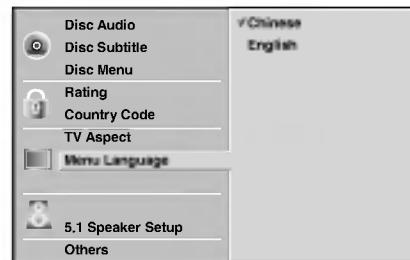 Disc Audio
Disc Subtitle
Disc Menu
Rating
Country Code
TV Aspect
Menu Language
5.1 Speaker Setup
Others
√Chinese
English